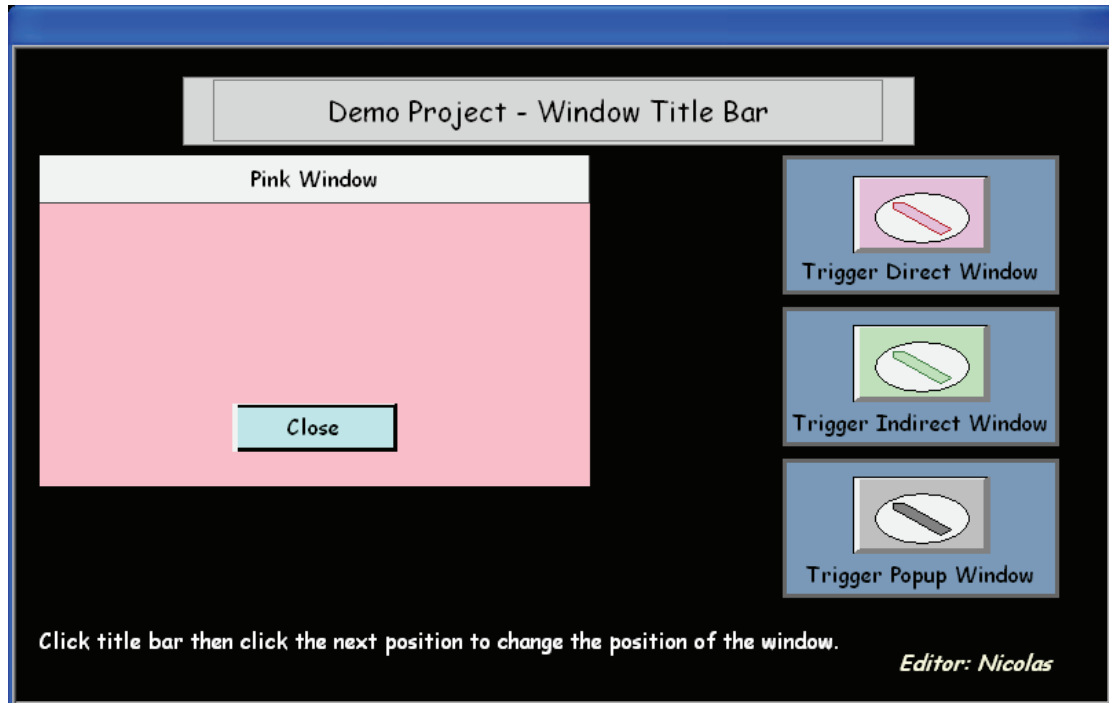 Demo Project - Window Title Bar
Pink Window
Close
Trigger Direct Window
Trigger Indirect Window
Trigger Popup Window
Click title bar then click the next position to change the position of the window.
Editor: Nicolas